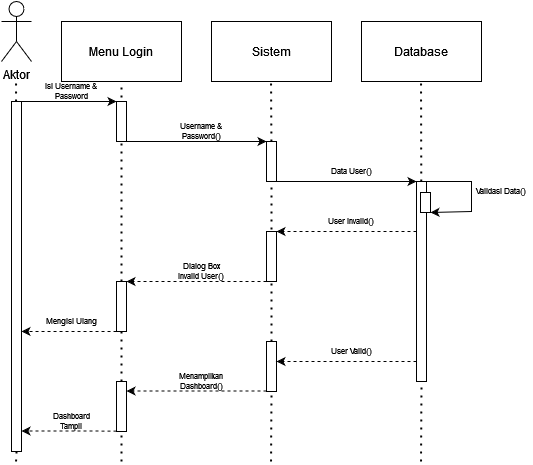 Menu Login
Sistem
Database
Aktor
Isi Username &
Password
Username &
Password()
Data User()
Validasi Data()
User Invalid()
Dialog Box
Invalid User()
Mengisi Ulang
User Valid()
Menampilkan
Dashboard()
Dashboard
Tampil